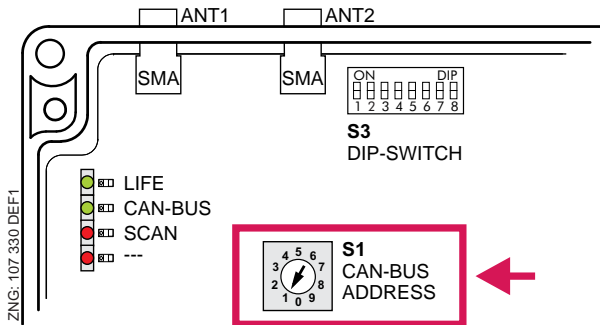 ANT1
ANT2
SMA
SMA
ON DIP
1 2 3 4 5 6 7 8
S3
DIP-SWITCH
LIFE
CAN-BUS
SCAN
---
ZNG: 107 330 DEF1
0 1 2 3 4 5 6 7 8 9
S1
CAN-BUS
ADDRESS